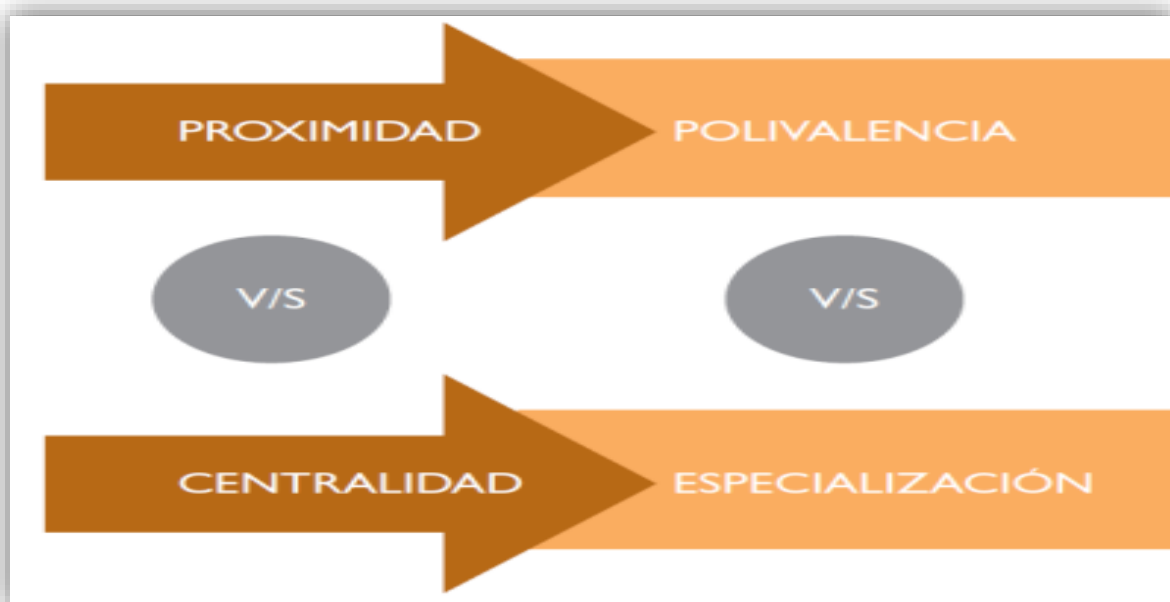 PROXIMIDAD
POLIVALENCIA
V/S
V/S
CENTRALIDAD
ESPECIALIZACIÓN